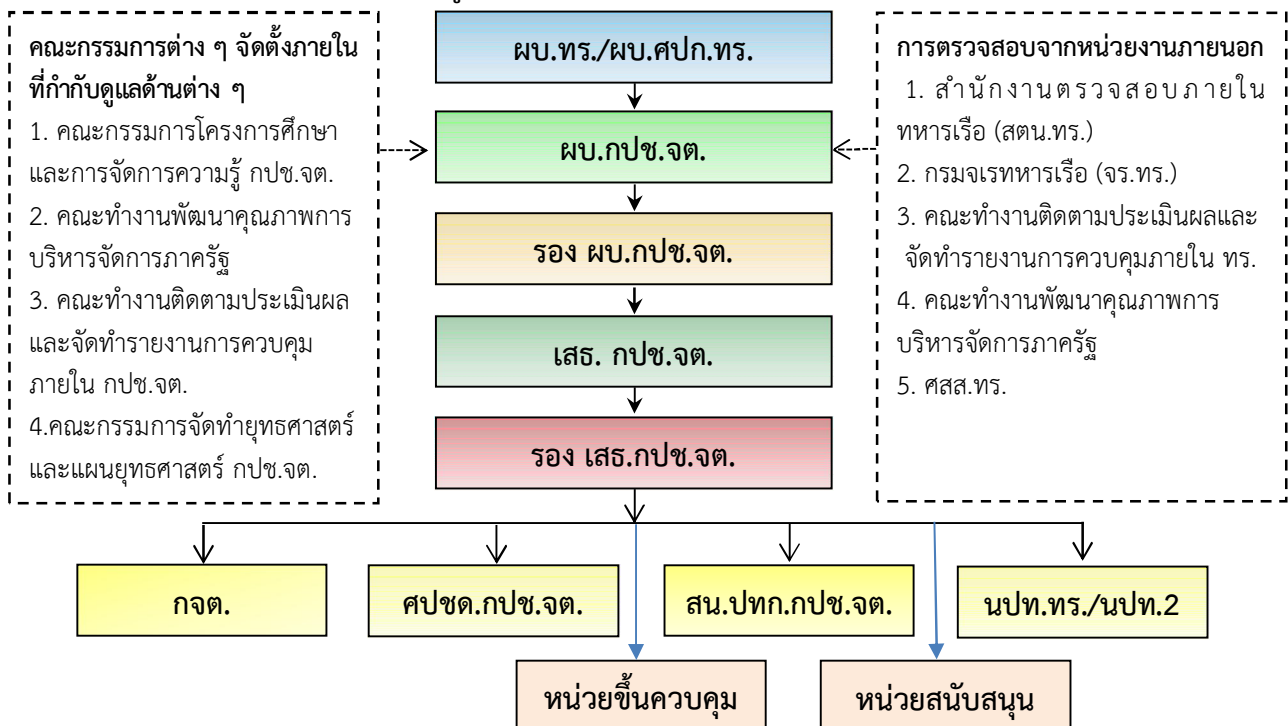 คณะกรรมการต่าง ๆ จัดตั้งภายใน
ที่กำกับดูแลด้านต่าง ๆ
1. คณะกรรมการโครงการศึกษา
และการจัดการความรู้ กปช.จต.
2. คณะทำงานพัฒนาคุณภาพการ
บริหารจัดการภาครัฐ
3. คณะทำงานติดตามประเมินผล
และจัดทำรายงานการควบคุม
ภายใน กปช.จต.
4.คณะกรรมการจัดทำยุทธศาสตร์
และแผนยุทธศาสตร์ กปช.จต.
ผบ.ทร./ผบ.ศปก.ทร.
ผบ.กปช.จต.
รอง ผบ.กปช.จต.
เสธ. กปช.จต.
รอง เสธ.กปช.จต.
การตรวจสอบจากหน่วยงานภายนอก
1. สำนักงานตรวจสอบภายใน
ทหารเรือ (สตน.ทร.)
2. กรมจเรทหารเรือ (จร.ทร.)
3. คณะทำงานติดตามประเมินผลและ
จัดทำรายงานการควบคุมภายใน ทร.
4. คณะทำงานพัฒนาคุณภาพการ
บริหารจัดการภาครัฐ
5. ศสส.ทร.
กจต.
ศปชด.กปช.จต.
สน.ปทก.กปช.จต.
นปท.ทร./นปท.2
หน่วยขึ้นควบคุม
หน่วยสนับสนุน